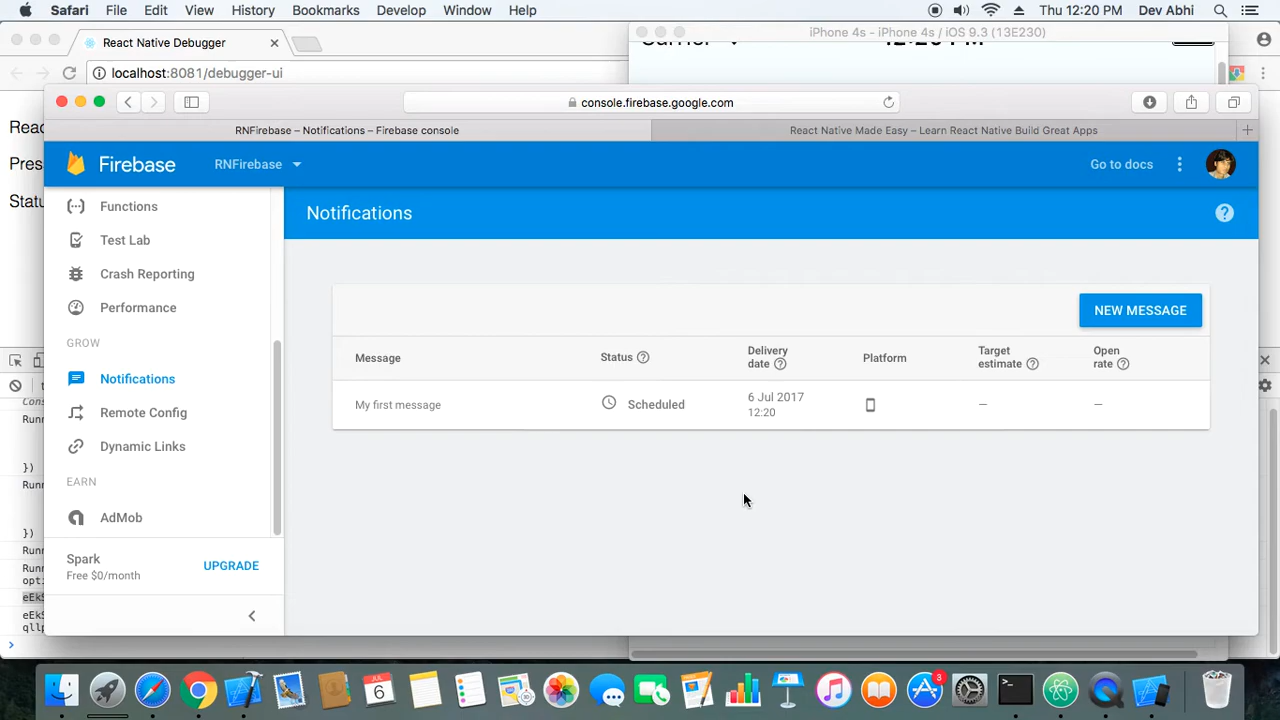 Safari File Edit View History Bookmarks Develop Window Help Thu 12:20 PM Dev Abhi
React Native Debugger
iPhone 4s - iPhone 4s / iOS 9.3 (13E230)
localhost:8081/debugger-ui
console.firebase.google.com
RNFirebase – Notifications – Firebase console
React Native Made Easy – Learn React Native Build Great Apps
Firebase RNFirebase Go to docs
Notifications
Functions
Test Lab
Crash Reporting
Performance
GROW
Notifications
Remote Config
Dynamic Links
EARN
AdMob
Spark
Free $0/month
UPGRADE
NEW MESSAGE
Message Status Delivery date Platform Target estimate Open rate
My first message Scheduled 6 Jul 2017 12:20 – –
})
})
6
3